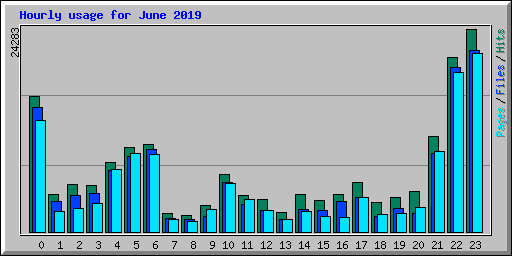 Hourly usage for June 2019
24283
Pages / Files / Hits
0 1 2 3 4 5 6 7 8 9 10 11 12 13 14 15 16 17 18 19 20 21 22 23